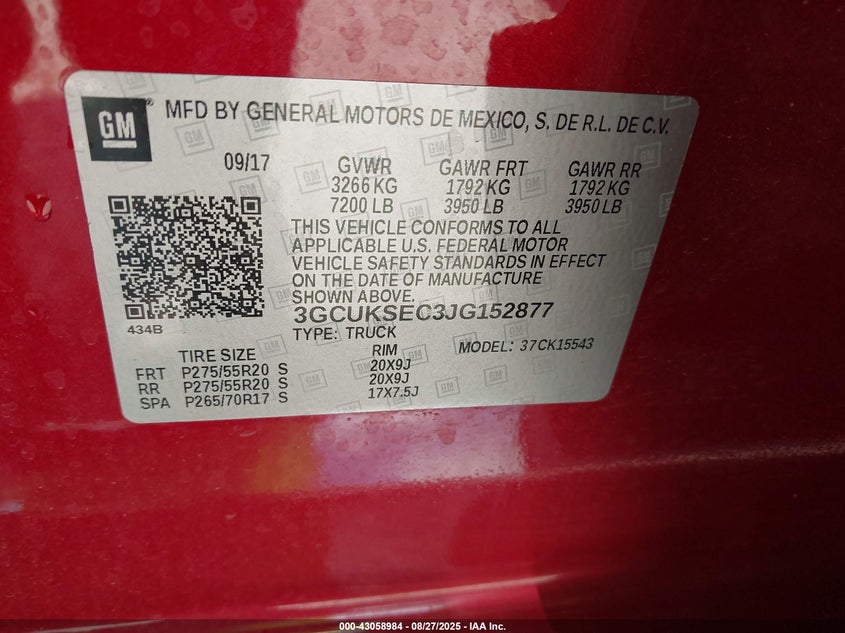 GM
® MFD BY GENERAL MOTORS DE MEXICO, S. DE R.L. DE C.V.
09/17 GVWR GAWR FRT GAWR RR
3266 KG 1792 KG 1792 KG
7200 LB 3950 LB 3950 LB
THIS VEHICLE CONFORMS TO ALL
APPLICABLE U.S. FEDERAL MOTOR
VEHICLE SAFETY STANDARDS IN EFFECT
ON THE DATE OF MANUFACTURE
SHOWN ABOVE.
434B
3GCUKSEC3JG152877
TYPE: TRUCK
MODEL: 37CK15543
TIRE SIZE RIM
FRT P275/55R20 S 20X9J
RR P275/55R20 S 20X9J
SPA P265/70R17 S 17X7.5J
000-43058984 | 08/27/2025 - IAA Inc.